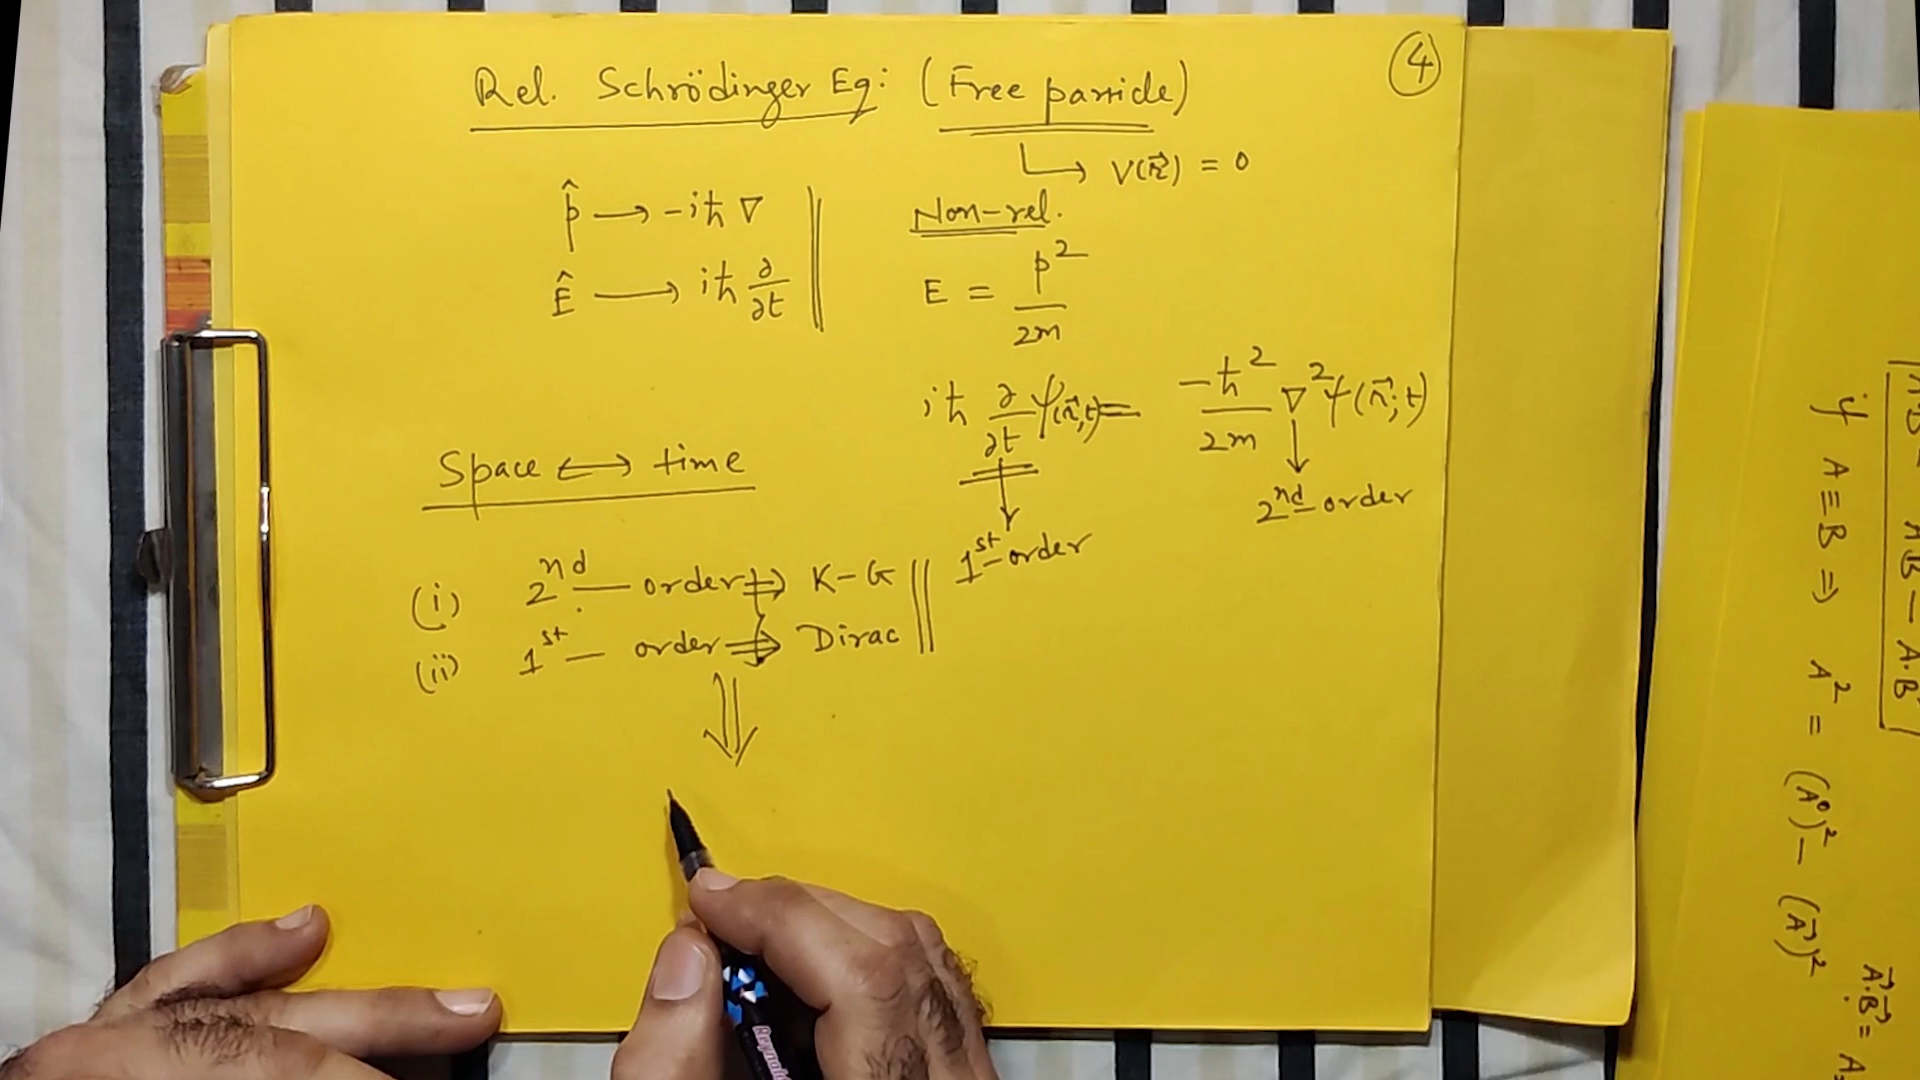 Rel. Schrödinger Eq: (Free particle)
④
↳ V(r⃗) = 0
p̂ → -iħ∇
Ê → iħ ∂/∂t
Non-rel.
E = p²/2m
iħ ∂/∂t ψ(r⃗,t) = -ħ²/2m ∇²ψ(r⃗,t)
2nd order
1st order
Space ↔ time
(i) 2nd - order ⇒ K-G
(ii) 1st - order ⇒ Dirac
if A ≡ B ⇒ A² = (A⁰)² - (A⃗)²